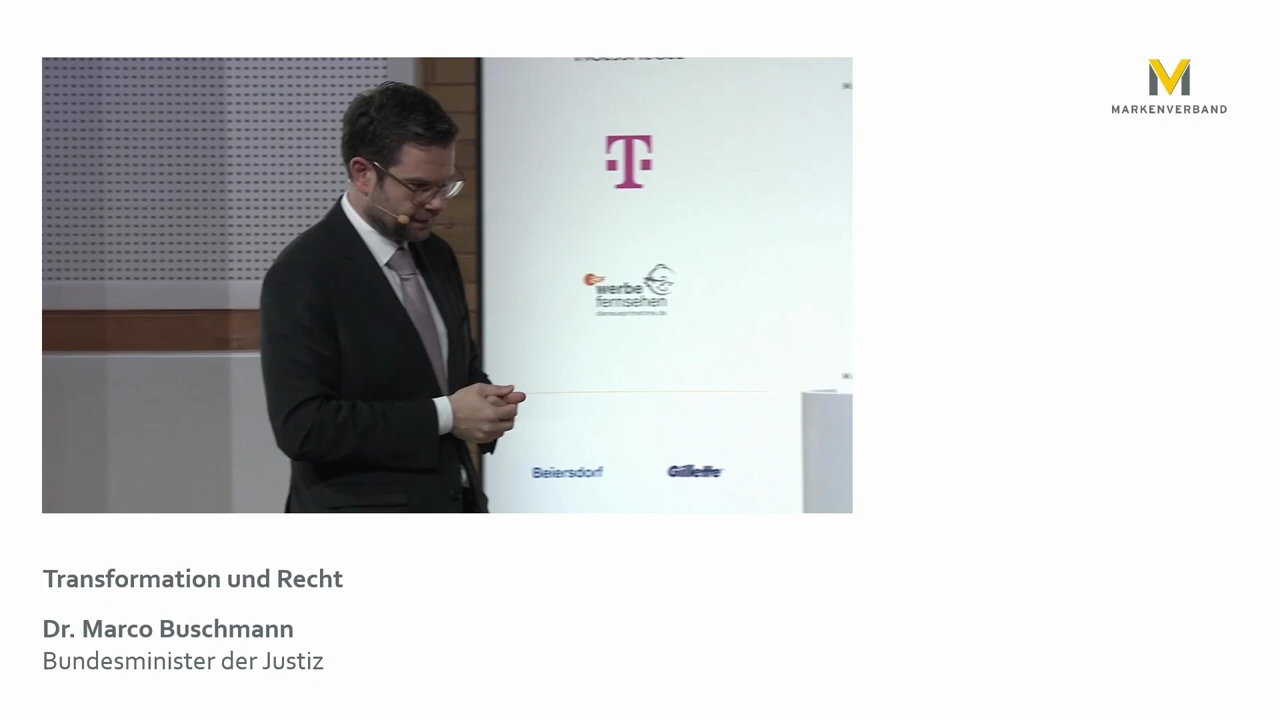 MARKENVERBAND
T
werbe
fernsehen
Beiersdorf
Gillette
Transformation und Recht
Dr. Marco Buschmann
Bundesminister der Justiz